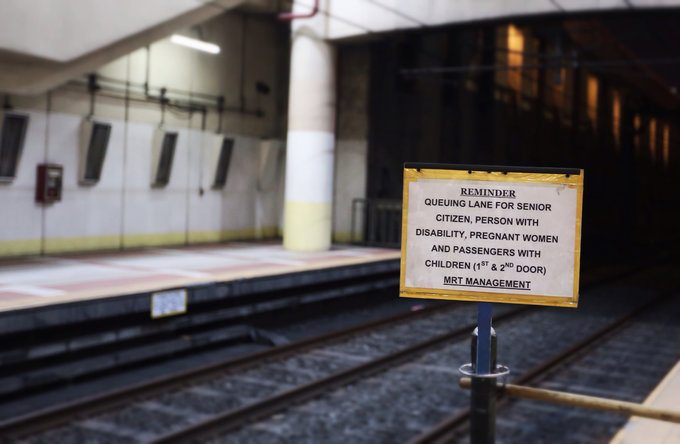 REMINDER
QUEUING LANE FOR SENIOR
CITIZEN, PERSON WITH
DISABILITY, PREGNANT WOMEN
AND PASSENGERS WITH
CHILDREN (1ST & 2ND DOOR)
MRT MANAGEMENT